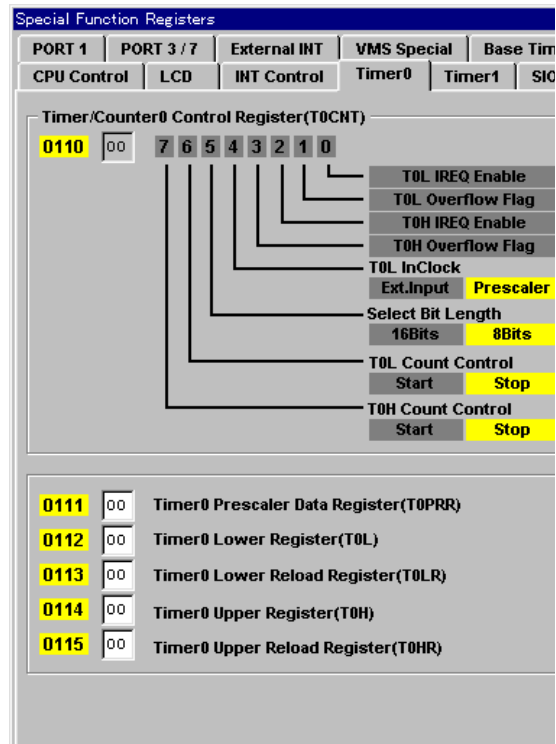 Special Function Registers
PORT 1 PORT 3 / 7 External INT VMS Special Base Tim
CPU Control LCD INT Control Timer0 Timer1 SIO
Timer/Counter0 Control Register(T0CNT)
0110 00 7 6 5 4 3 2 1 0
T0L IREQ Enable
T0L Overflow Flag
T0H IREQ Enable
T0H Overflow Flag
T0L InClock
Ext.Input Prescaler
Select Bit Length
16Bits 8Bits
T0L Count Control
Start Stop
T0H Count Control
Start Stop
0111 00 Timer0 Prescaler Data Register(T0PRR)
0112 00 Timer0 Lower Register(T0L)
0113 00 Timer0 Lower Reload Register(T0LR)
0114 00 Timer0 Upper Register(T0H)
0115 00 Timer0 Upper Reload Register(T0HR)